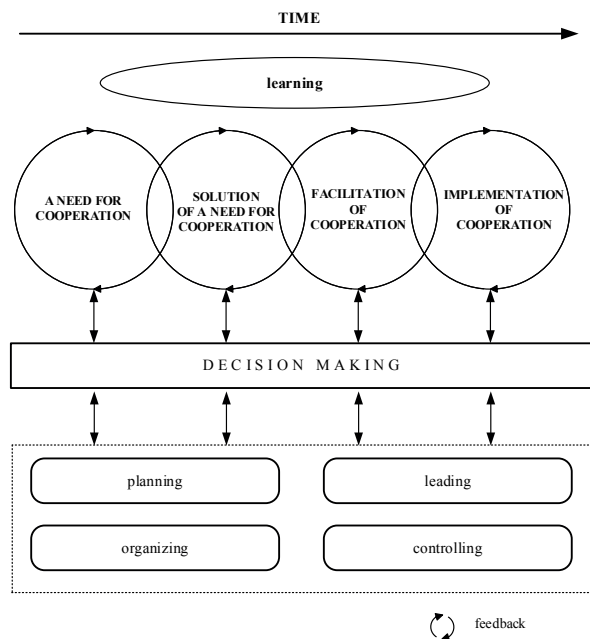 TIME
learning
A NEED FOR
COOPERATION
SOLUTION
OF A NEED FOR
COOPERATION
FACILITATION
OF
COOPERATION
IMPLEMENTATION
OF
COOPERATION
DECISION MAKING
planning
leading
organizing
controlling
feedback